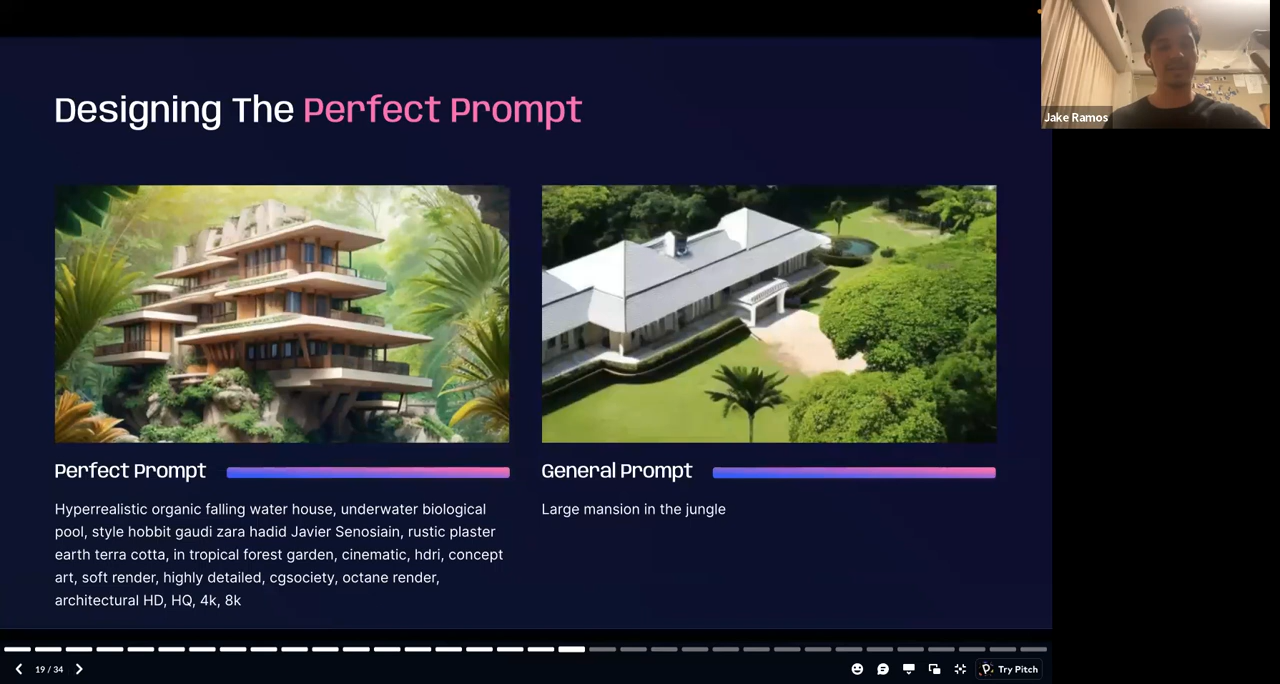 Designing The Perfect Prompt
Jake Ramos
Perfect Prompt
Hyperrealistic organic falling water house, underwater biological
pool, style hobbit gaudi zara hadid Javier Senosiain, rustic plaster
earth terra cotta, in tropical forest garden, cinematic, hdri, concept
art, soft render, highly detailed, cgsociety, octane render,
architectural HD, HQ, 4k, 8k
General Prompt
Large mansion in the jungle
19 / 34
Try Pitch